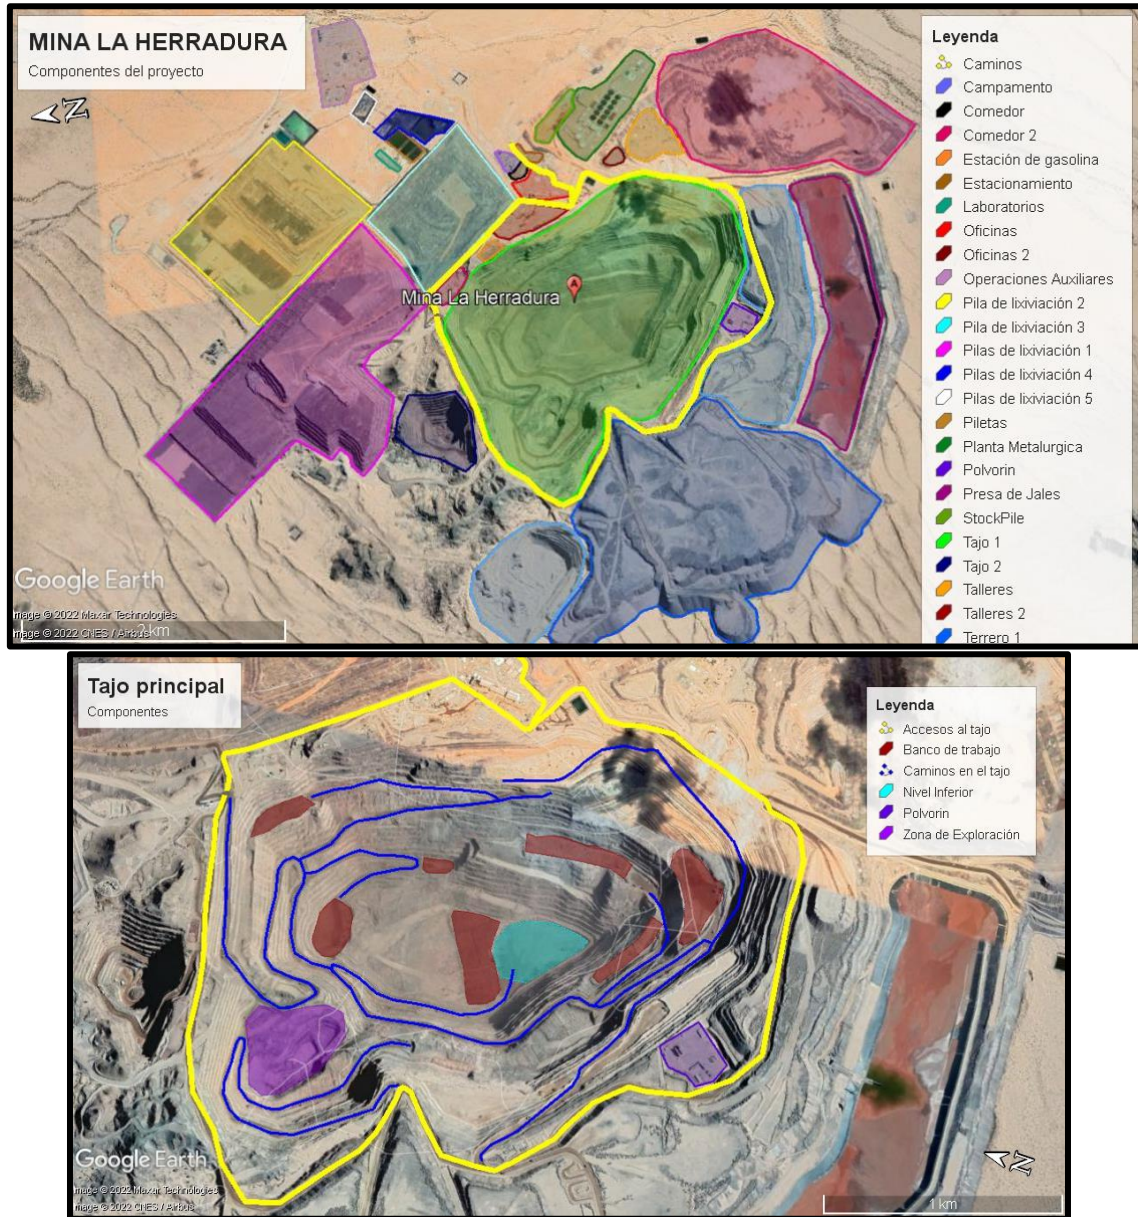 MINA LA HERRADURA
Componentes del proyecto
N
Mina La Herradura
A
Google Earth
Image © 2022 Maxar Technologies
Image © 2022 CNES / Airbus
2 km
Leyenda
Caminos
Campamento
Comedor
Comedor 2
Estación de gasolina
Estacionamiento
Laboratorios
Oficinas
Oficinas 2
Operaciones Auxiliares
Pila de lixiviación 2
Pila de lixiviación 3
Pilas de lixiviación 1
Pilas de lixiviación 4
Pilas de lixiviación 5
Piletas
Planta Metalurgica
Polvorin
Presa de Jales
StockPile
Tajo 1
Tajo 2
Talleres
Talleres 2
Terrero 1
Tajo principal
Componentes
Leyenda
Accesos al tajo
Banco de trabajo
Caminos en el tajo
Nivel Inferior
Polvorin
Zona de Exploración
Google Earth
Image © 2022 Maxar Technologies
Image © 2022 CNES / Airbus
N
1 km